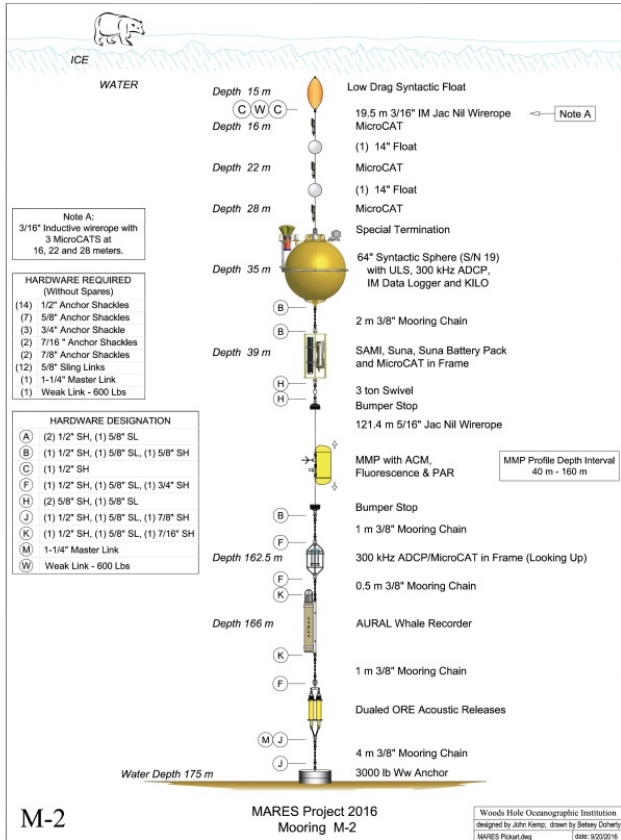 ICE
WATER
Depth 15 m
Low Drag Syntactic Float
C W C
19.5 m 3/16" IM Jac Nil Wirerope
Note A
Depth 16 m
MicroCAT
(1) 14" Float
Depth 22 m
MicroCAT
(1) 14" Float
Depth 28 m
MicroCAT
Note A:
3/16" Inductive wirerope with
3 MicroCATS at
16, 22 and 28 meters.
Special Termination
Depth 35 m
64" Syntactic Sphere (S/N 19)
with ULS, 300 kHz ADCP,
IM Data Logger and KILO
HARDWARE REQUIRED
(Without Spares)
(14) 1/2" Anchor Shackles
(7) 5/8" Anchor Shackles
(3) 3/4" Anchor Shackle
(2) 7/16 " Anchor Shackles
(2) 7/8" Anchor Shackles
(12) 5/8" Sling Links
(1) 1-1/4" Master Link
(1) Weak Link - 600 Lbs
B
2 m 3/8" Mooring Chain
B
Depth 39 m
SAMI, Suna, Suna Battery Pack
and MicroCAT in Frame
H
3 ton Swivel
H
Bumper Stop
121.4 m 5/16" Jac Nil Wirerope
HARDWARE DESIGNATION
A (2) 1/2" SH, (1) 5/8" SL
B (1) 1/2" SH, (1) 5/8" SL, (1) 5/8" SH
C (1) 1/2" SH
F (1) 1/2" SH, (1) 5/8" SL, (1) 3/4" SH
H (2) 5/8" SH, (1) 5/8" SL
J (1) 1/2" SH, (1) 5/8" SL, (1) 7/8" SH
K (1) 1/2" SH, (1) 5/8" SL, (1) 7/16" SH
M 1-1/4" Master Link
W Weak Link - 600 Lbs
MMP with ACM,
Fluorescence & PAR
MMP Profile Depth Interval
40 m - 160 m
Bumper Stop
B
1 m 3/8" Mooring Chain
F
Depth 162.5 m
300 kHz ADCP/MicroCAT in Frame (Looking Up)
F
0.5 m 3/8" Mooring Chain
K
Depth 166 m
AURAL Whale Recorder
K
1 m 3/8" Mooring Chain
F
Dualed ORE Acoustic Releases
M J
4 m 3/8" Mooring Chain
J
Water Depth 175 m
3000 lb Ww Anchor
M-2
MARES Project 2016
Mooring M-2
Woods Hole Oceanographic Institution
designed by John Kemp; drawn by Betsey Doherty
MARES Pickart.dwg
date: 9/20/2016